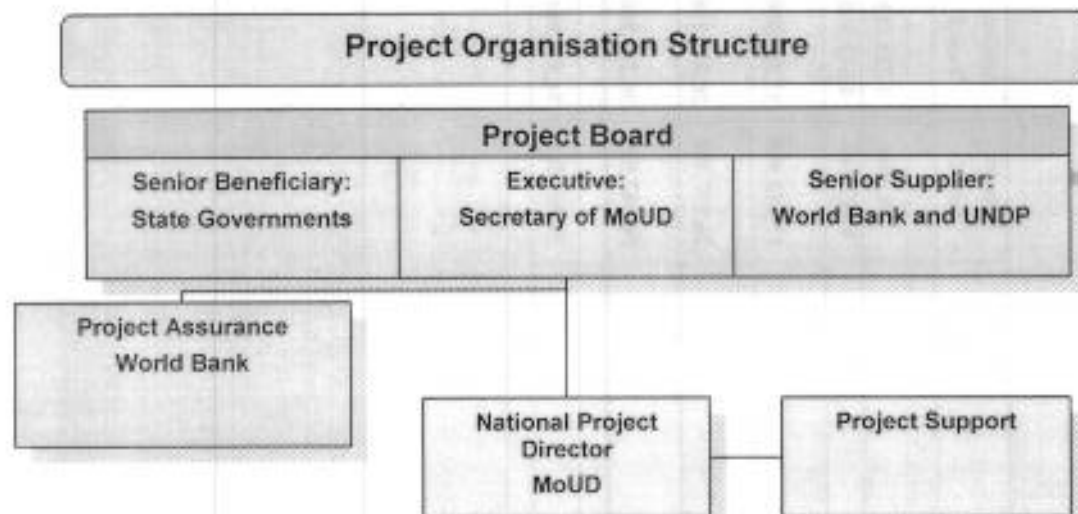 Project Organisation Structure
Project Board
Senior Beneficiary:
State Governments
Executive:
Secretary of MoUD
Senior Supplier:
World Bank and UNDP
Project Assurance
World Bank
National Project
Director
MoUD
Project Support